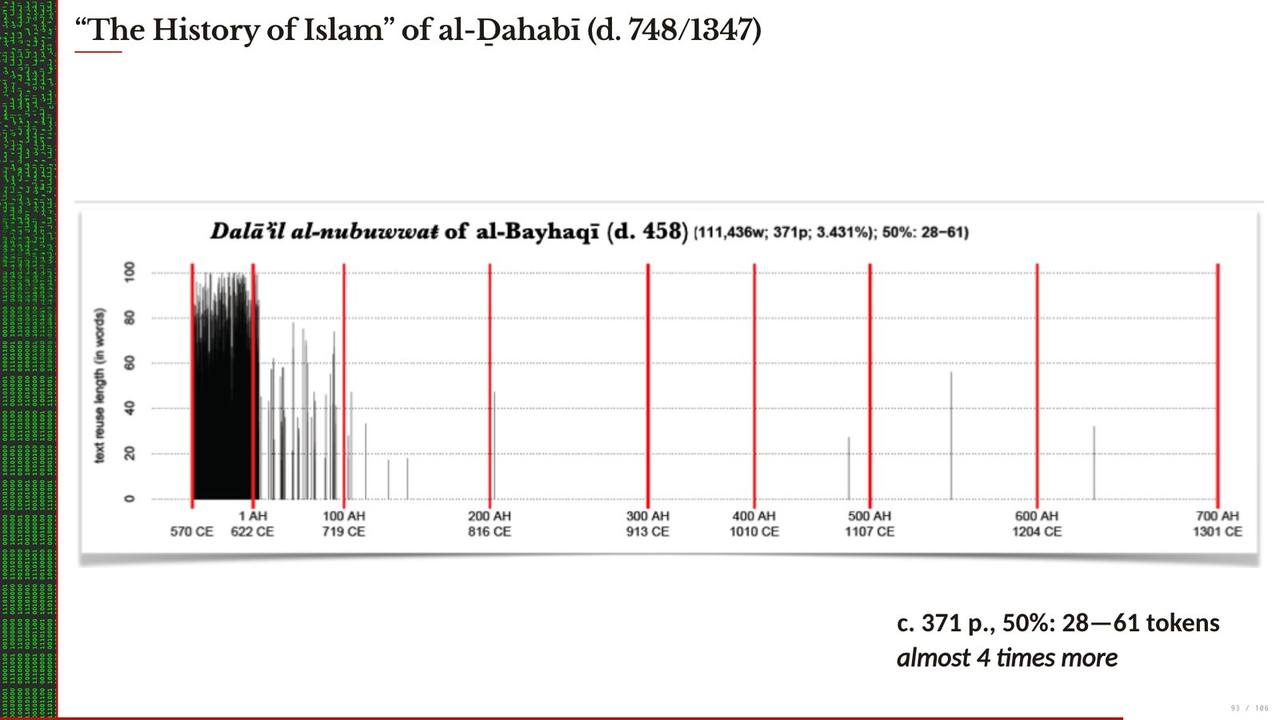 “The History of Islam” of al-Ḏahabī (d. 748/1347)
Dalāʾil al-nubuwwaŧ of al-Bayhaqī (d. 458) (111,436w; 371p; 3.431%); 50%: 28–61)
text reuse length (in words)
100
80
60
40
20
0
1 AH 100 AH 200 AH 300 AH 400 AH 500 AH 600 AH 700 AH
570 CE 622 CE 719 CE 816 CE 913 CE 1010 CE 1107 CE 1204 CE 1301 CE
c. 371 p., 50%: 28—61 tokens
almost 4 times more
93 / 106